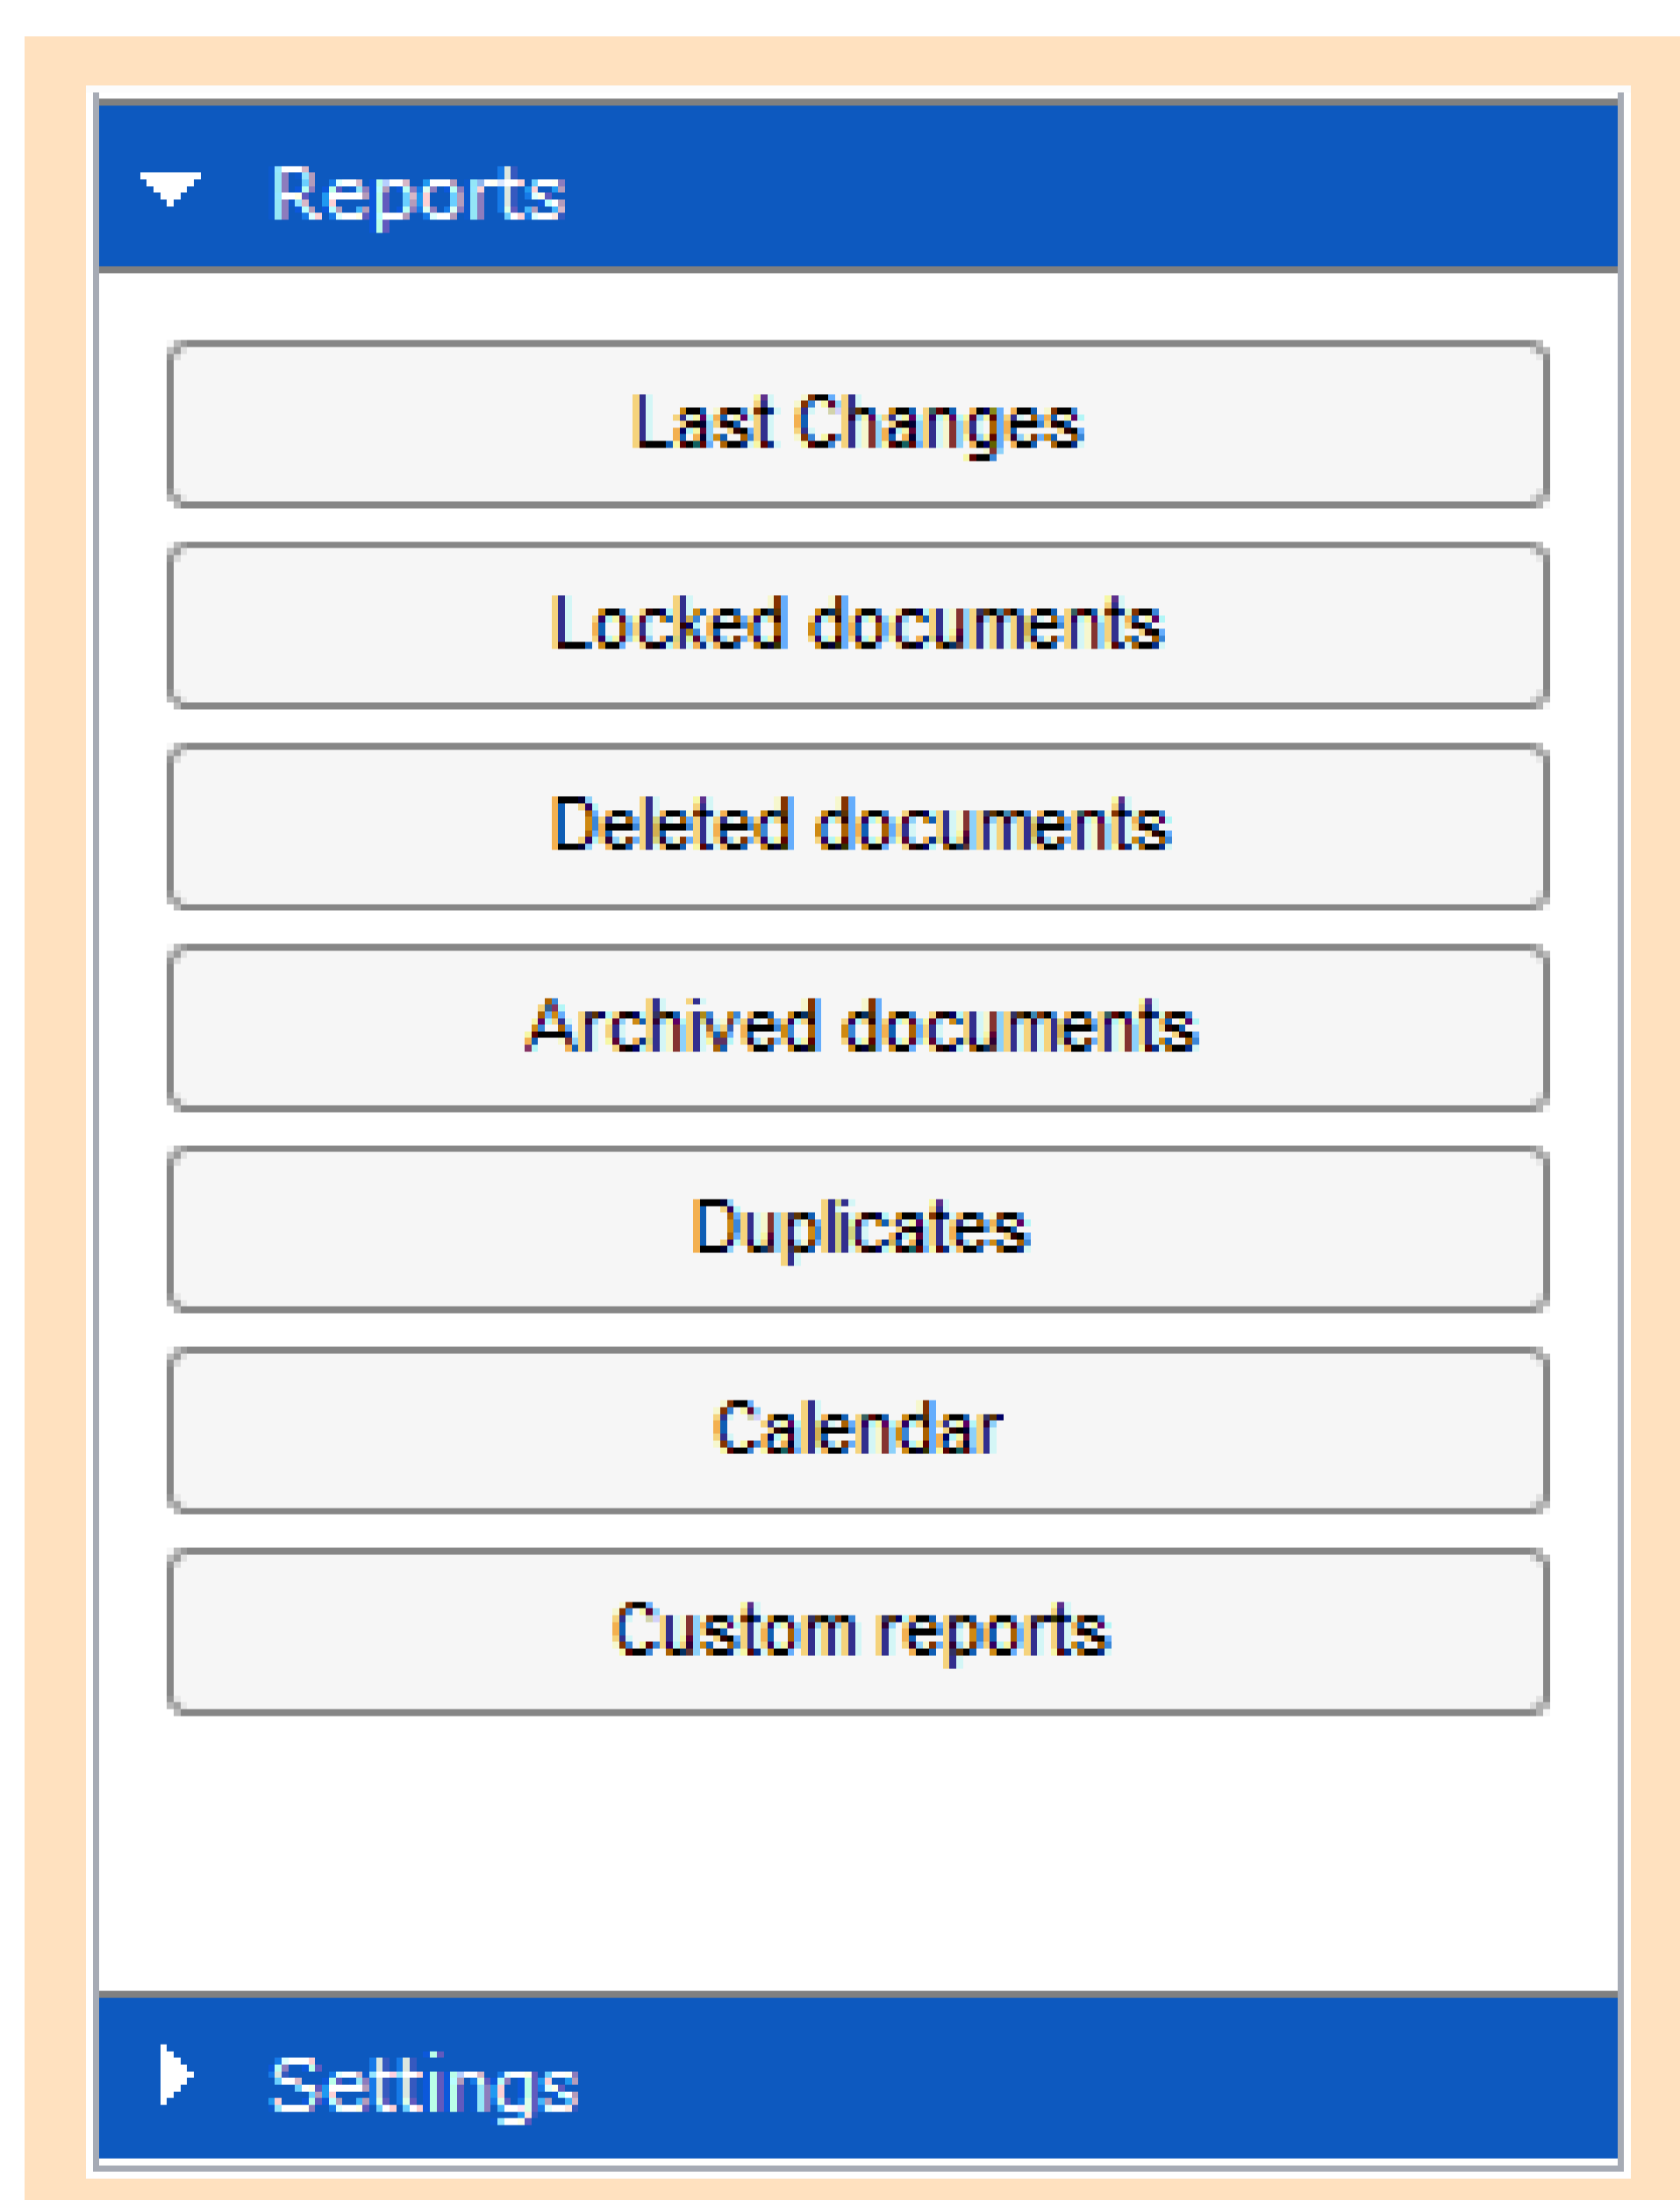 Reports
Last Changes
Locked documents
Deleted documents
Archived documents
Duplicates
Calendar
Custom reports
Settings